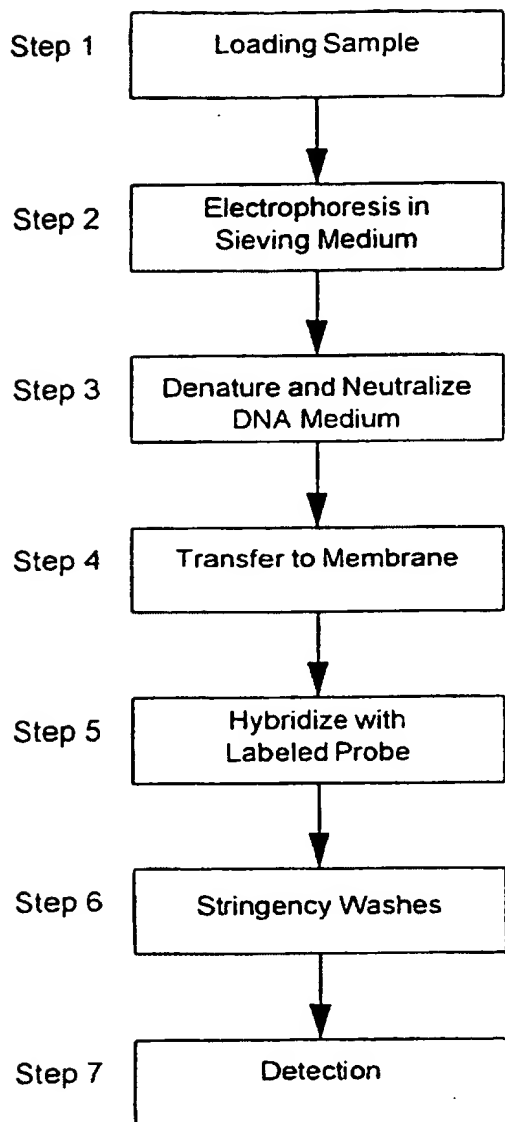 Step 1
Loading Sample
Step 2
Electrophoresis in
Sieving Medium
Step 3
Denature and Neutralize
DNA Medium
Step 4
Transfer to Membrane
Step 5
Hybridize with
Labeled Probe
Step 6
Stringency Washes
Step 7
Detection